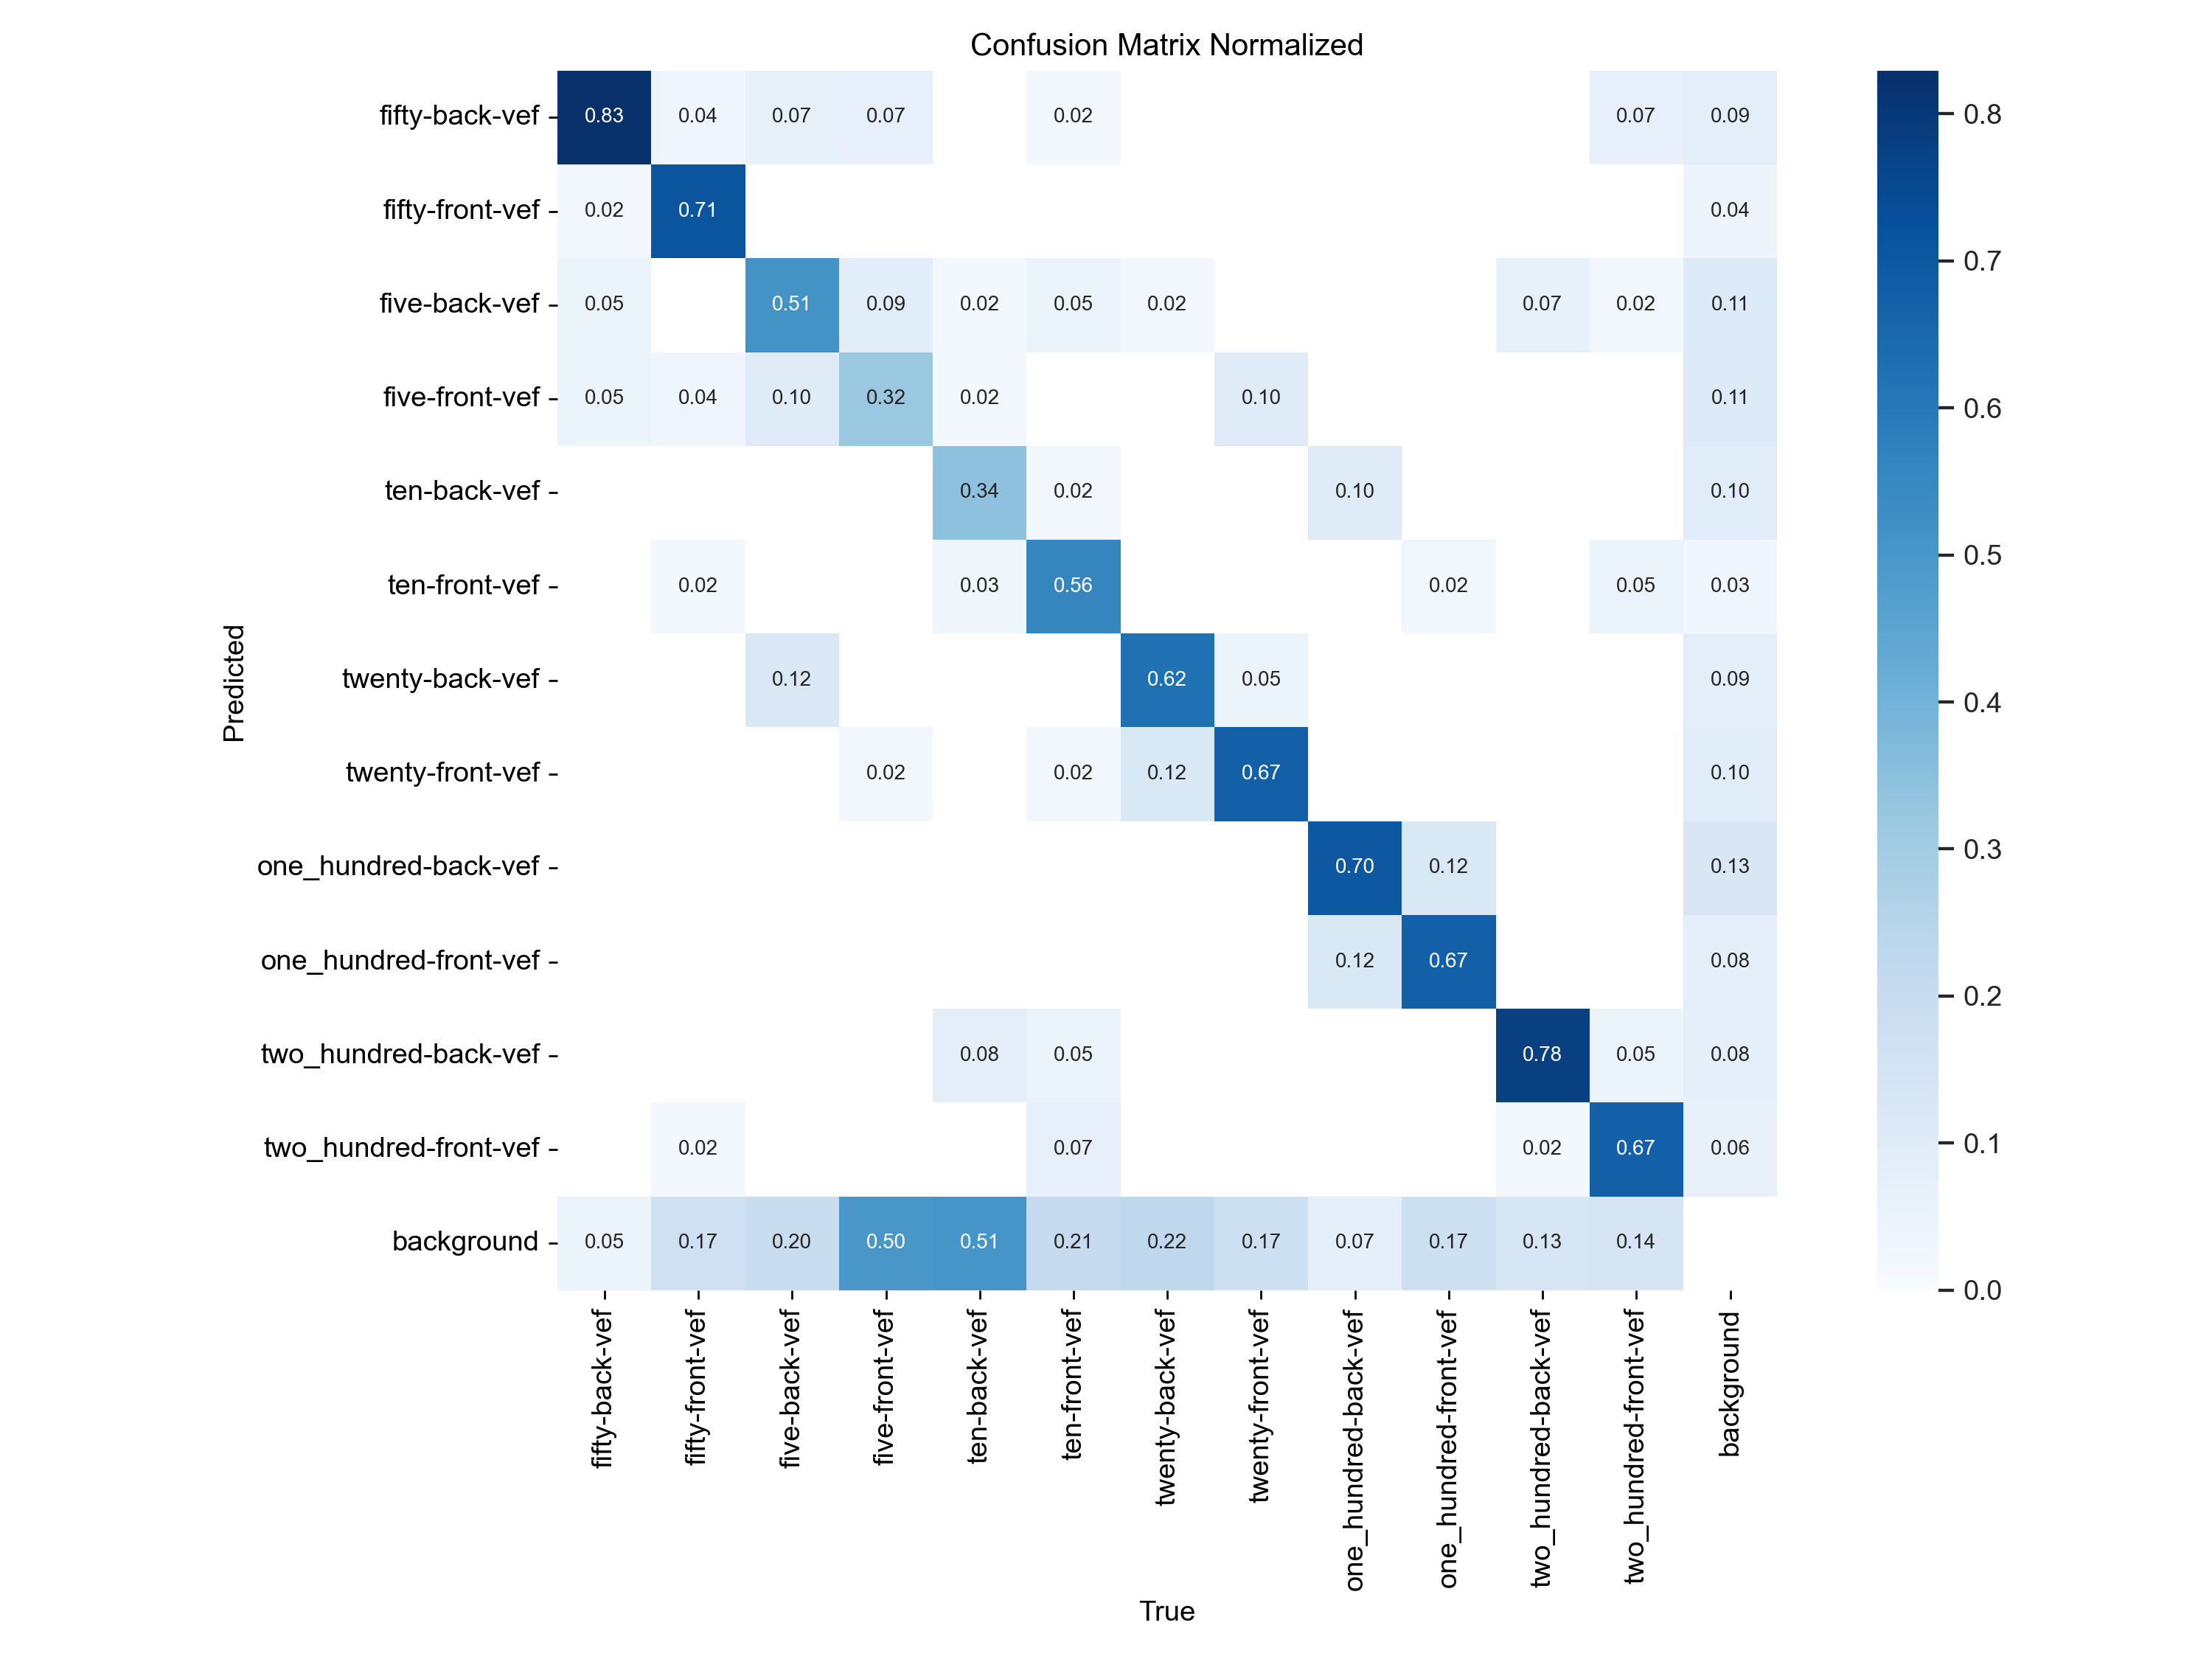 Confusion Matrix Normalized
fifty-back-vef 0.83 0.04 0.07 0.07 0.02 0.07 0.09
fifty-front-vef 0.02 0.71 0.04
five-back-vef 0.05 0.51 0.09 0.02 0.05 0.02 0.07 0.02 0.11
five-front-vef 0.05 0.04 0.10 0.32 0.02 0.10 0.11
ten-back-vef 0.34 0.02 0.10 0.10
ten-front-vef 0.02 0.03 0.56 0.02 0.05 0.03
twenty-back-vef 0.12 0.62 0.05 0.09
twenty-front-vef 0.02 0.02 0.12 0.67 0.10
one_hundred-back-vef 0.70 0.12 0.13
one_hundred-front-vef 0.12 0.67 0.08
two_hundred-back-vef 0.08 0.05 0.78 0.05 0.08
two_hundred-front-vef 0.02 0.07 0.02 0.67 0.06
background 0.05 0.17 0.20 0.50 0.51 0.21 0.22 0.17 0.07 0.17 0.13 0.14
Predicted
fifty-back-vef
fifty-front-vef
five-back-vef
five-front-vef
ten-back-vef
ten-front-vef
twenty-back-vef
twenty-front-vef
one_hundred-back-vef
one_hundred-front-vef
two_hundred-back-vef
two_hundred-front-vef
background
True
0.8
0.7
0.6
0.5
0.4
0.3
0.2
0.1
0.0